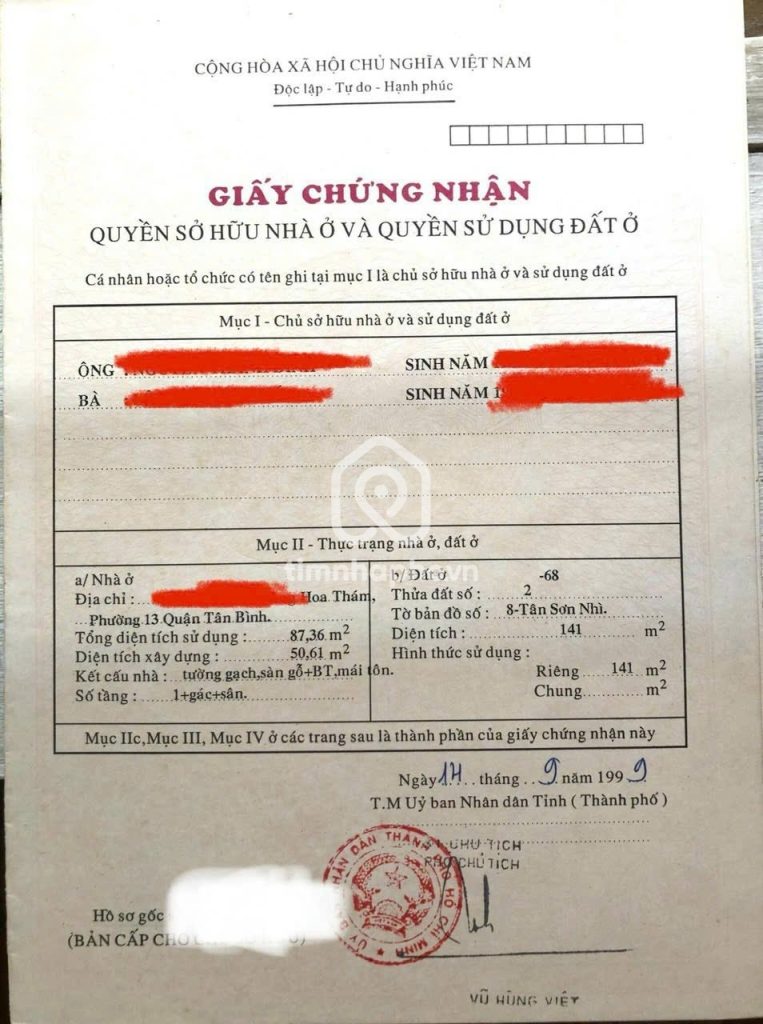 CỘNG HÒA XÃ HỘI CHỦ NGHĨA VIỆT NAM
Độc lập - Tự do - Hạnh phúc
GIẤY CHỨNG NHẬN
QUYỀN SỞ HỮU NHÀ Ở VÀ QUYỀN SỬ DỤNG ĐẤT Ở
Cá nhân hoặc tổ chức có tên ghi tại mục I là chủ sở hữu nhà ở và sử dụng đất ở
Mục I - Chủ sở hữu nhà ở và sử dụng đất ở
ÔNG SINH NĂM
BÀ SINH NĂM 1
Mục II - Thực trạng nhà ở, đất ở
timnhanh.vn
a/ Nhà ở
Địa chỉ : Hoa Thám,
Phường 13 Quận Tân Bình.
Tổng diện tích sử dụng : 87,36 m2
Diện tích xây dựng : 50,61 m2
Kết cấu nhà : tường gạch,sàn gỗ+BT,mái tôn.
Số tầng : 1+gác+sân.
b/ Đất ở -68
Thửa đất số : 2
Tờ bản đồ số : 8-Tân Sơn Nhì.
Diện tích : 141 m2
Hình thức sử dụng :
Riêng 141 m2
Chung m2
Mục IIc,Mục III, Mục IV ở các trang sau là thành phần của giấy chứng nhận này
Ngày 14 tháng 9 năm 1999
T.M Uỷ ban Nhân dân Tỉnh ( Thành phố )
CHỦ TỊCH
PHÓ CHỦ TỊCH
Hồ sơ gốc
(BẢN CẤP CHO
VŨ HÙNG VIỆT